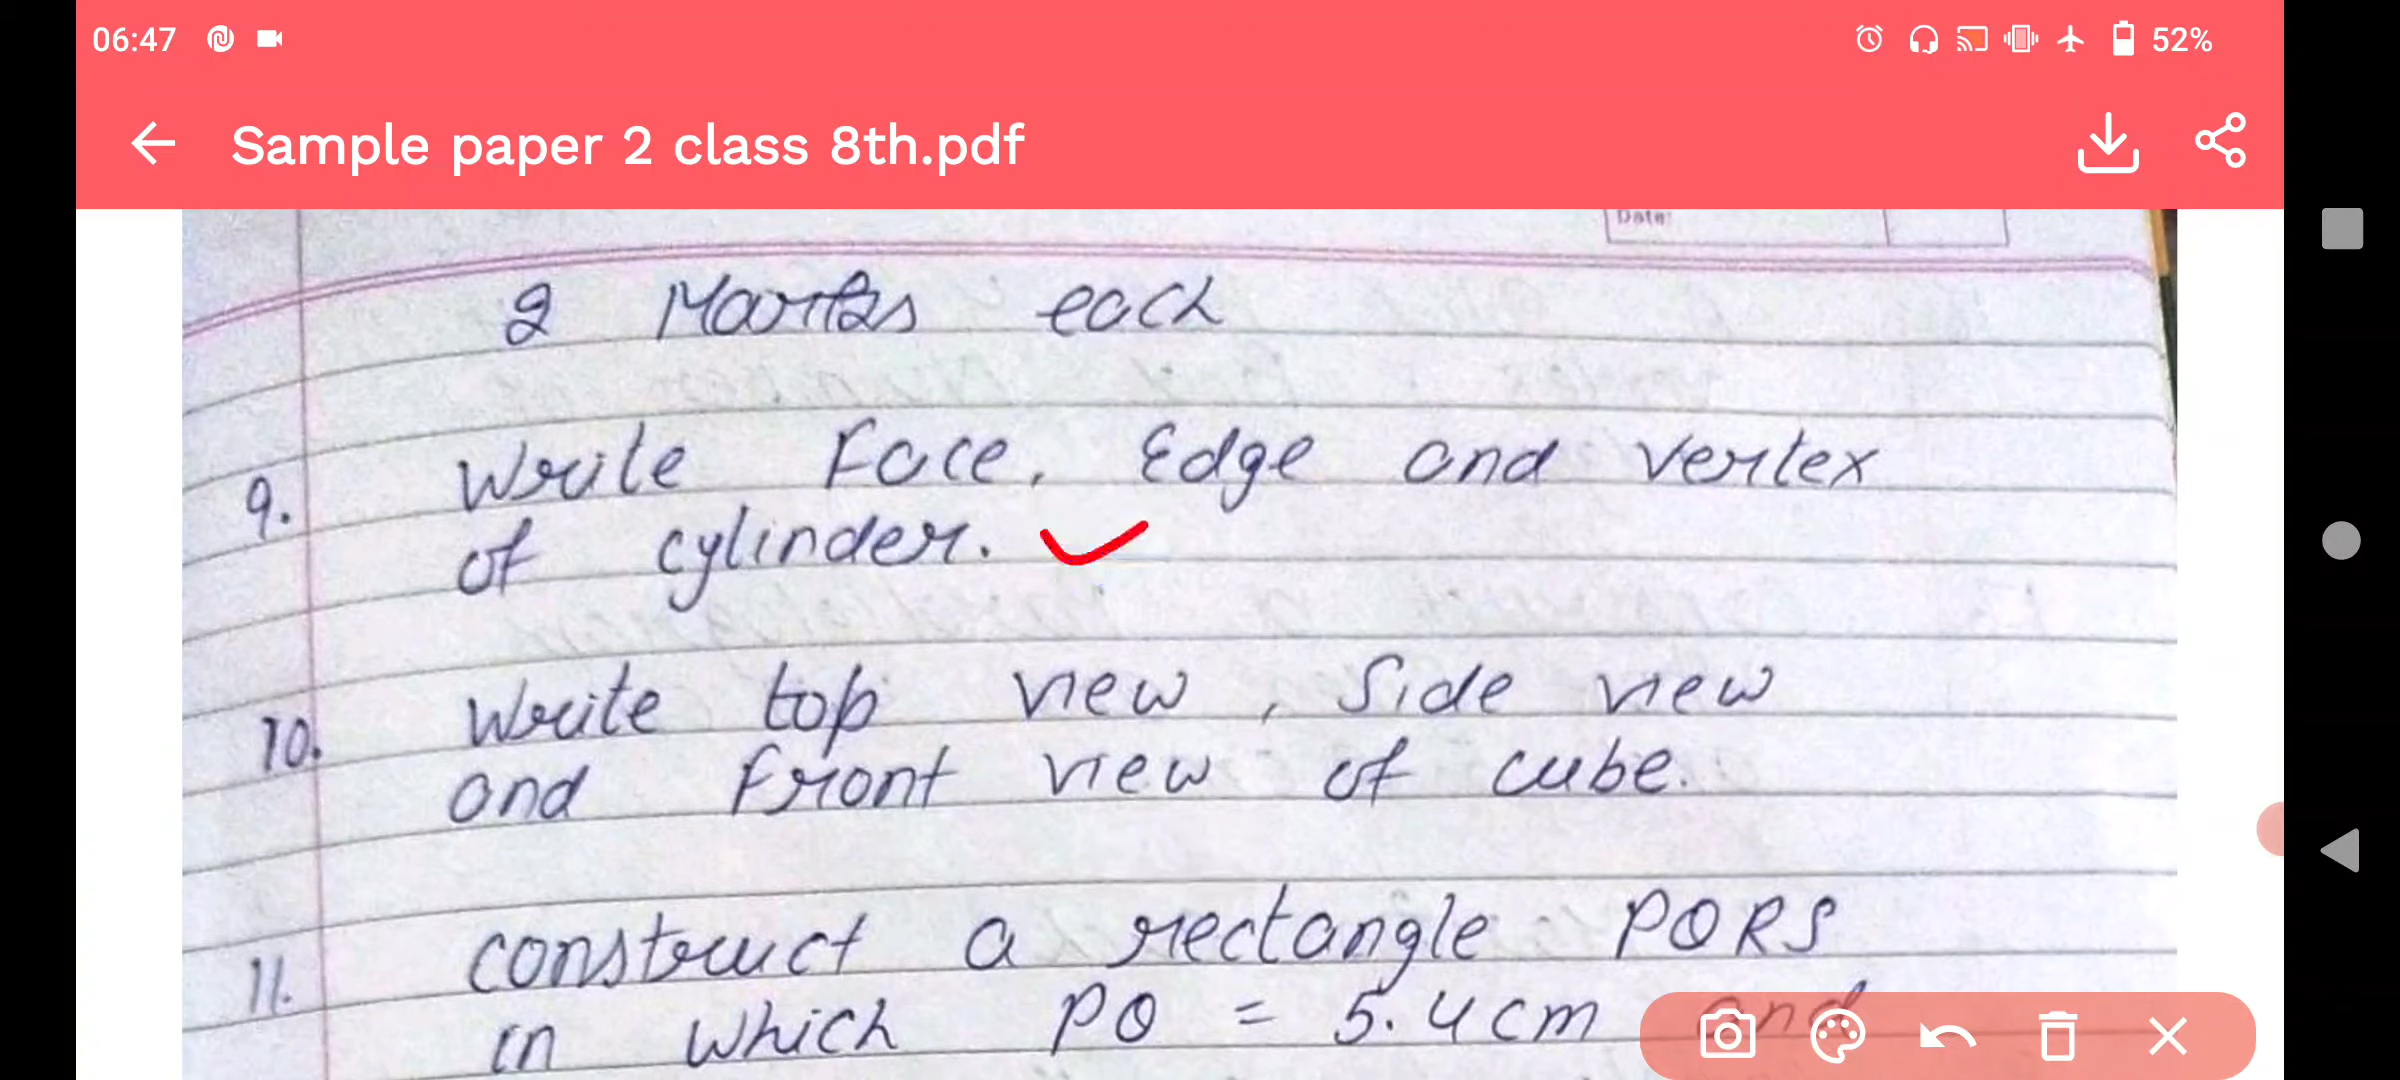 06:47
52%
Sample paper 2 class 8th.pdf
Date:
2 Marks each
9. Write Face, Edge and vertex
of cylinder.
10. Write top view, Side view
and front view of cube.
11. construct a rectangle PQRS
in which PQ = 5.4cm and